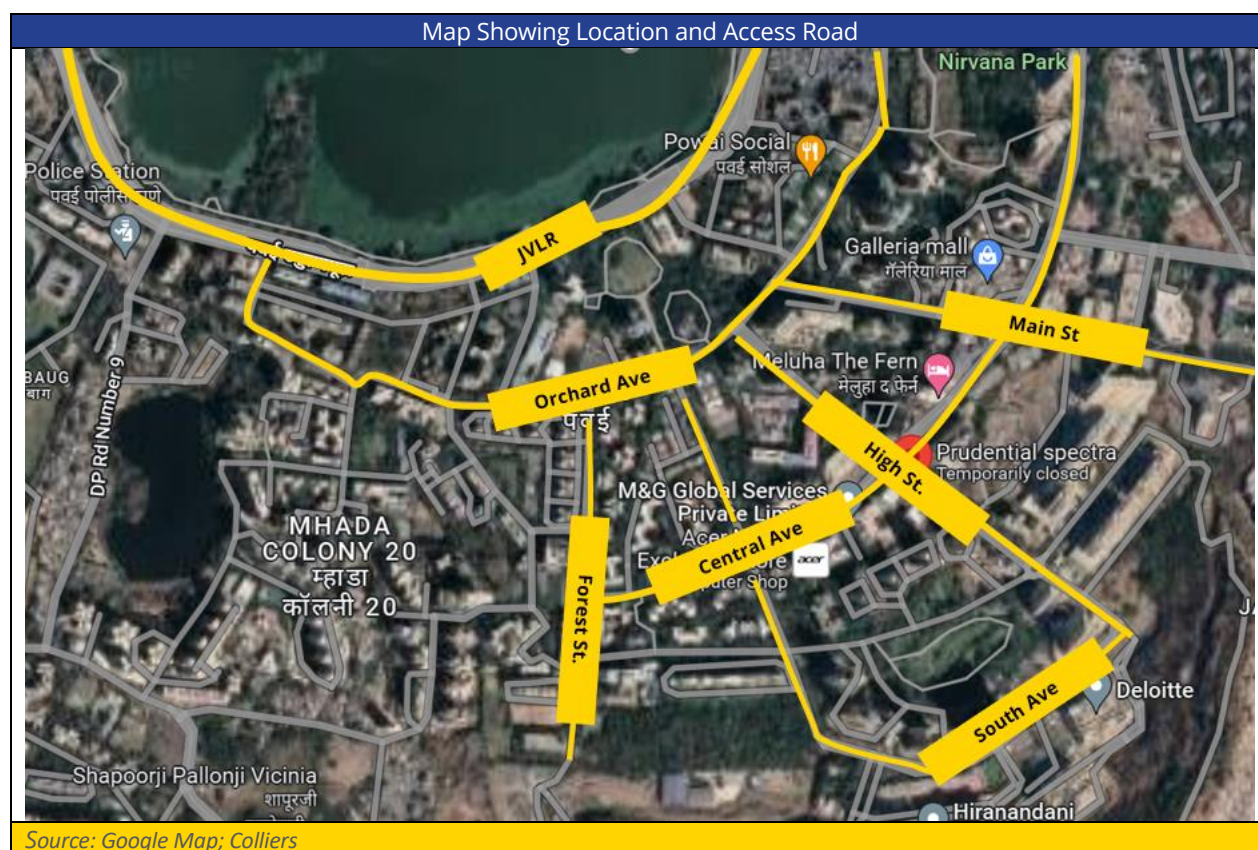 Map Showing Location and Access Road
Nirvana Park
Powai Social
पवई सोशल
Police Station
पवई पोलीस ठाणे
JVLR
Galleria mall
गॅलेरिया माल
Main St
Meluha The Fern
मेलुहा द फेर्न
BAUG
बाग
DP Rd Number 9
Orchard Ave
पवई
High St.
Prudential spectra
Temporarily closed
M&G Global Services
Private
Central Ave
acer
Shop
MHADA
COLONY 20
म्हाडा
कॉलनी 20
Forest St.
South Ave
Deloitte
Shapoorji Pallonji Vicinia
शापूरजी
Hiranandani
Source: Google Map; Colliers